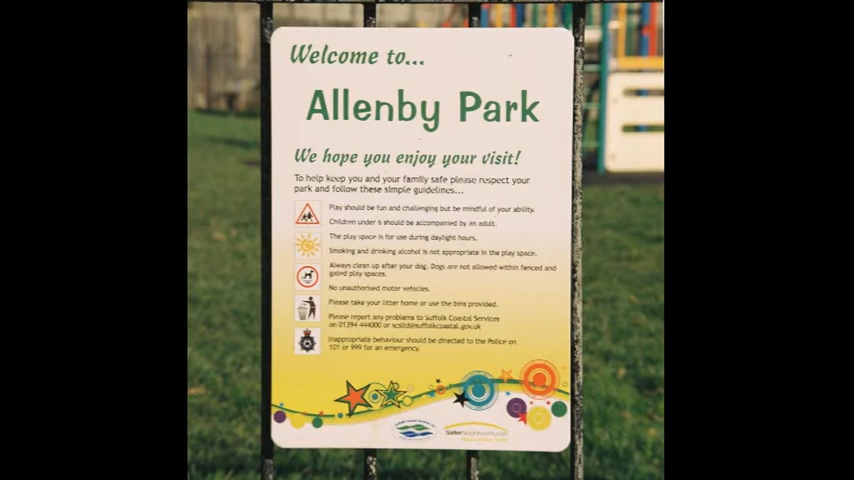 Welcome to...
Allenby Park
We hope you enjoy your visit!
To help keep you and your family safe please respect your
park and follow these simple guidelines...
Play should be fun and challenging but be mindful of your ability.
Children under 6 should be accompanied by an adult.
The play space is for use during daylight hours.
Smoking and drinking alcohol is not appropriate in the play space.
Always clean up after your dog. Dogs are not allowed within fenced and
gated play spaces.
No unauthorised motor vehicles.
Please take your litter home or use the bins provided.
Please report any problems to Suffolk Coastal Services
on 01394 444000 or scsltd@suffolkcoastal.gov.uk
Inappropriate behaviour should be directed to the Police on
101 or 999 for an emergency.